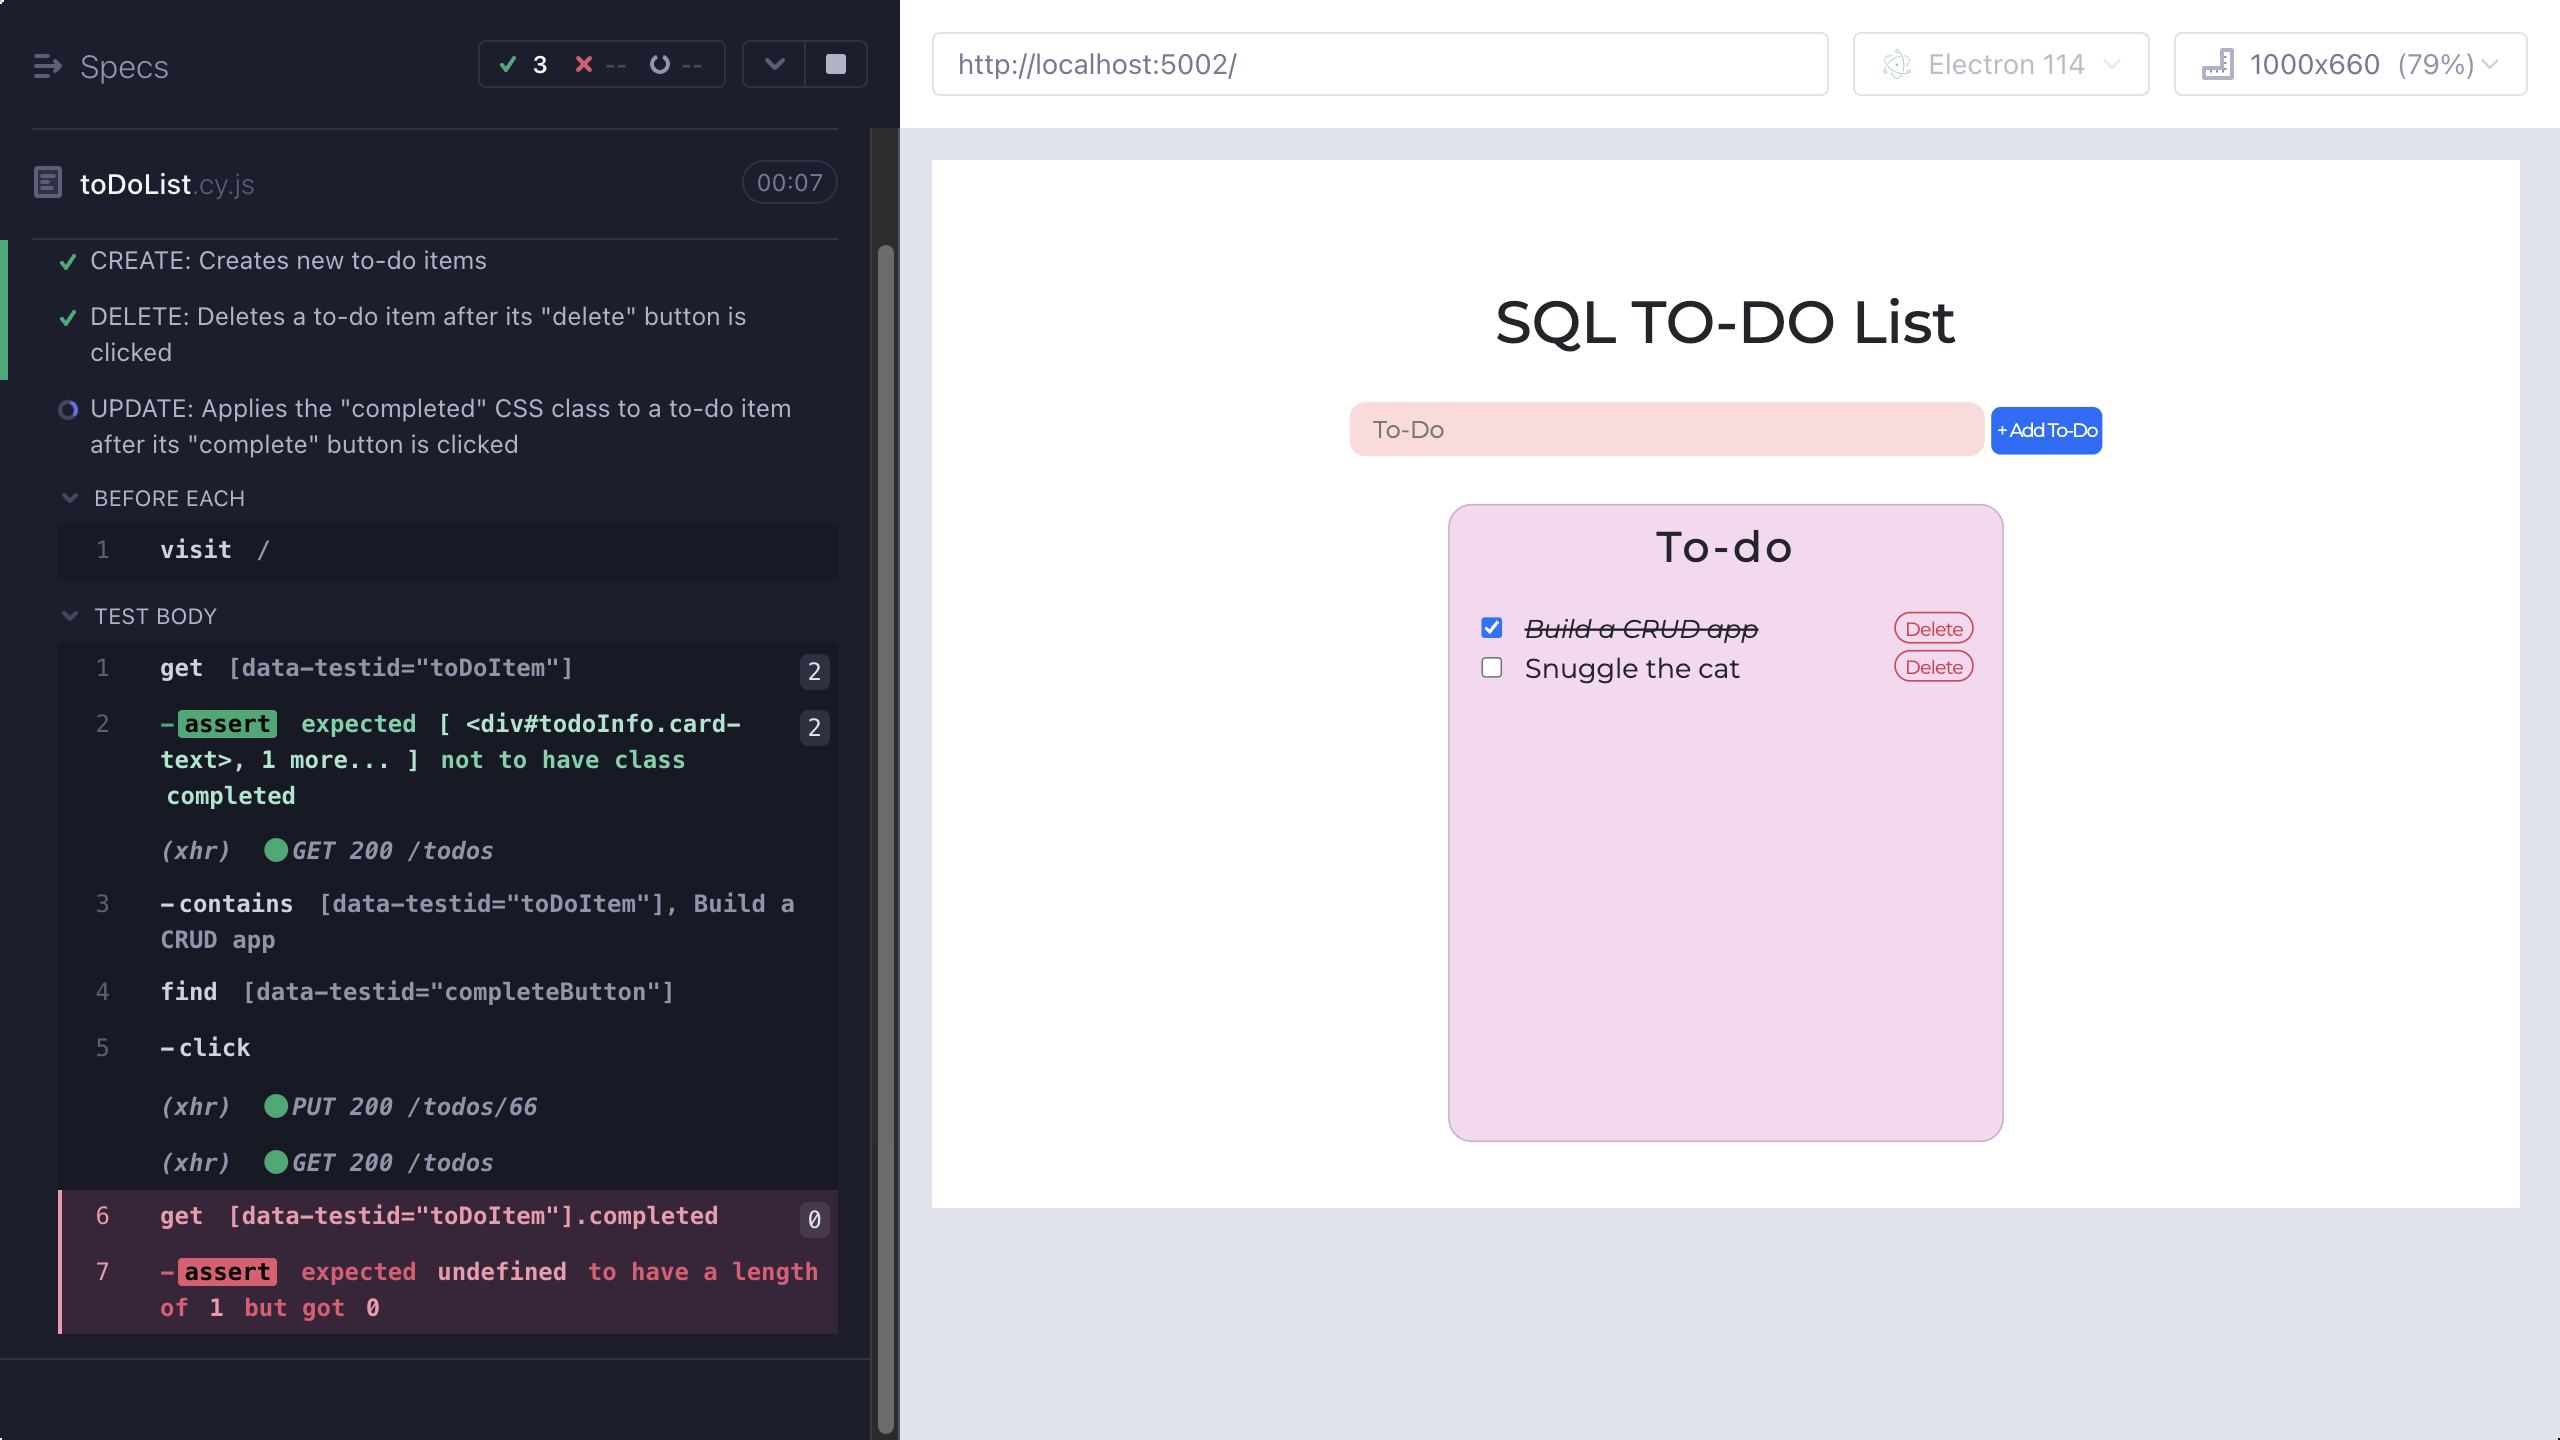 Specs
3 -- --
toDoList.cy.js
00:07
CREATE: Creates new to-do items
DELETE: Deletes a to-do item after its "delete" button is
clicked
UPDATE: Applies the "completed" CSS class to a to-do item
after its "complete" button is clicked
BEFORE EACH
1 visit /
TEST BODY
1 get [data-testid="toDoItem"] 2
2 -assert expected [ <div#todoInfo.card-
text>, 1 more... ] not to have class
completed
2
(xhr) GET 200 /todos
3 -contains [data-testid="toDoItem"], Build a
CRUD app
4 find [data-testid="completeButton"]
5 -click
(xhr) PUT 200 /todos/66
(xhr) GET 200 /todos
6 get [data-testid="toDoItem"].completed 0
7 -assert expected undefined to have a length
of 1 but got 0
http://localhost:5002/
Electron 114
1000x660 (79%)
SQL TO-DO List
To-Do
+ Add To-Do
To-do
Build a CRUD app Delete
Snuggle the cat Delete